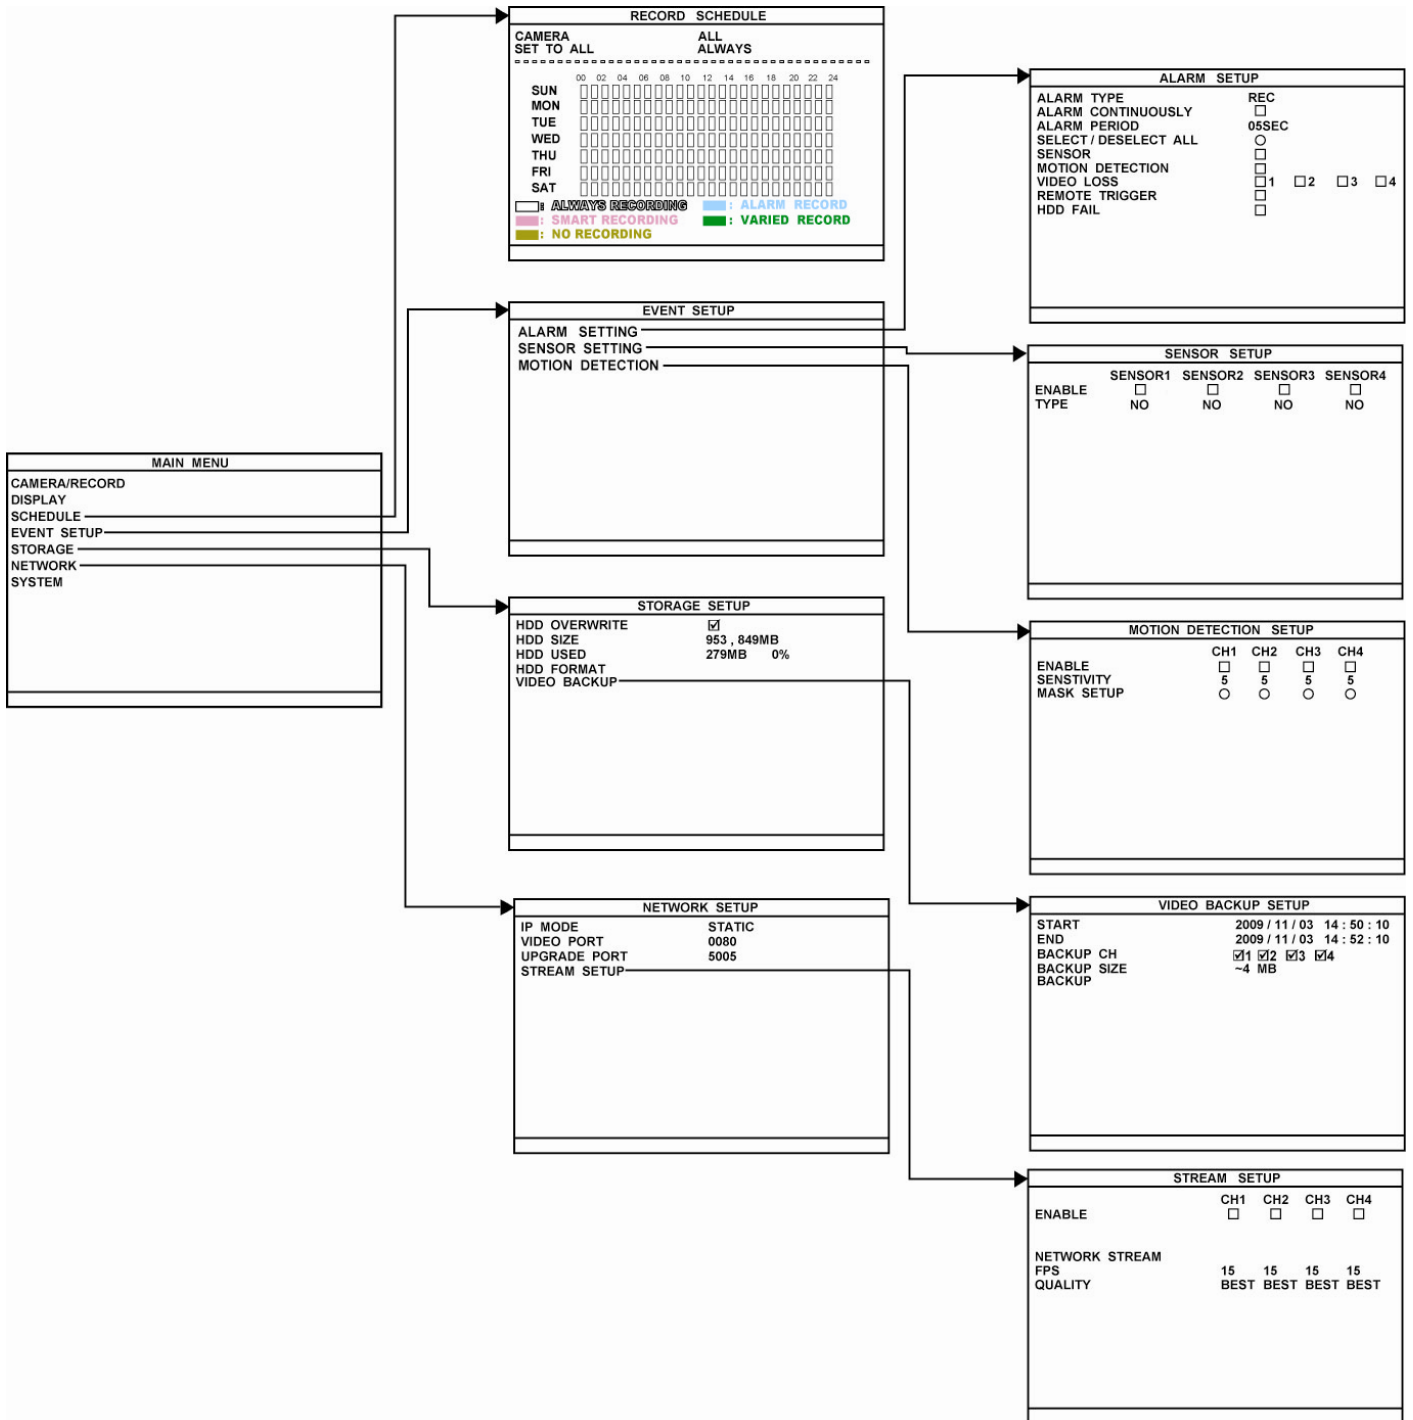 MAIN MENU
CAMERA/RECORD
DISPLAY
SCHEDULE
EVENT SETUP
STORAGE
NETWORK
SYSTEM
RECORD SCHEDULE
CAMERA ALL
SET TO ALL ALWAYS
00 02 04 06 08 10 12 14 16 18 20 22 24
SUN
MON
TUE
WED
THU
FRI
SAT
: ALWAYS RECORDING : ALARM RECORD
: SMART RECORDING : VARIED RECORD
: NO RECORDING
EVENT SETUP
ALARM SETTING
SENSOR SETTING
MOTION DETECTION
STORAGE SETUP
HDD OVERWRITE ☑
HDD SIZE 953 , 849MB
HDD USED 279MB 0%
HDD FORMAT
VIDEO BACKUP
NETWORK SETUP
IP MODE STATIC
VIDEO PORT 0080
UPGRADE PORT 5005
STREAM SETUP
ALARM SETUP
ALARM TYPE REC
ALARM CONTINUOUSLY ☐
ALARM PERIOD 05SEC
SELECT / DESELECT ALL ○
SENSOR ☐
MOTION DETECTION ☐
VIDEO LOSS ☐1 ☐2 ☐3 ☐4
REMOTE TRIGGER ☐
HDD FAIL ☐
SENSOR SETUP
SENSOR1 SENSOR2 SENSOR3 SENSOR4
ENABLE ☐ ☐ ☐ ☐
TYPE NO NO NO NO
MOTION DETECTION SETUP
CH1 CH2 CH3 CH4
ENABLE ☐ ☐ ☐ ☐
SENSTIVITY 5 5 5 5
MASK SETUP ○ ○ ○ ○
VIDEO BACKUP SETUP
START 2009 / 11 / 03 14 : 50 : 10
END 2009 / 11 / 03 14 : 52 : 10
BACKUP CH ☑1 ☑2 ☑3 ☑4
BACKUP SIZE ~4 MB
BACKUP
STREAM SETUP
CH1 CH2 CH3 CH4
ENABLE ☐ ☐ ☐ ☐
NETWORK STREAM
FPS 15 15 15 15
QUALITY BEST BEST BEST BEST